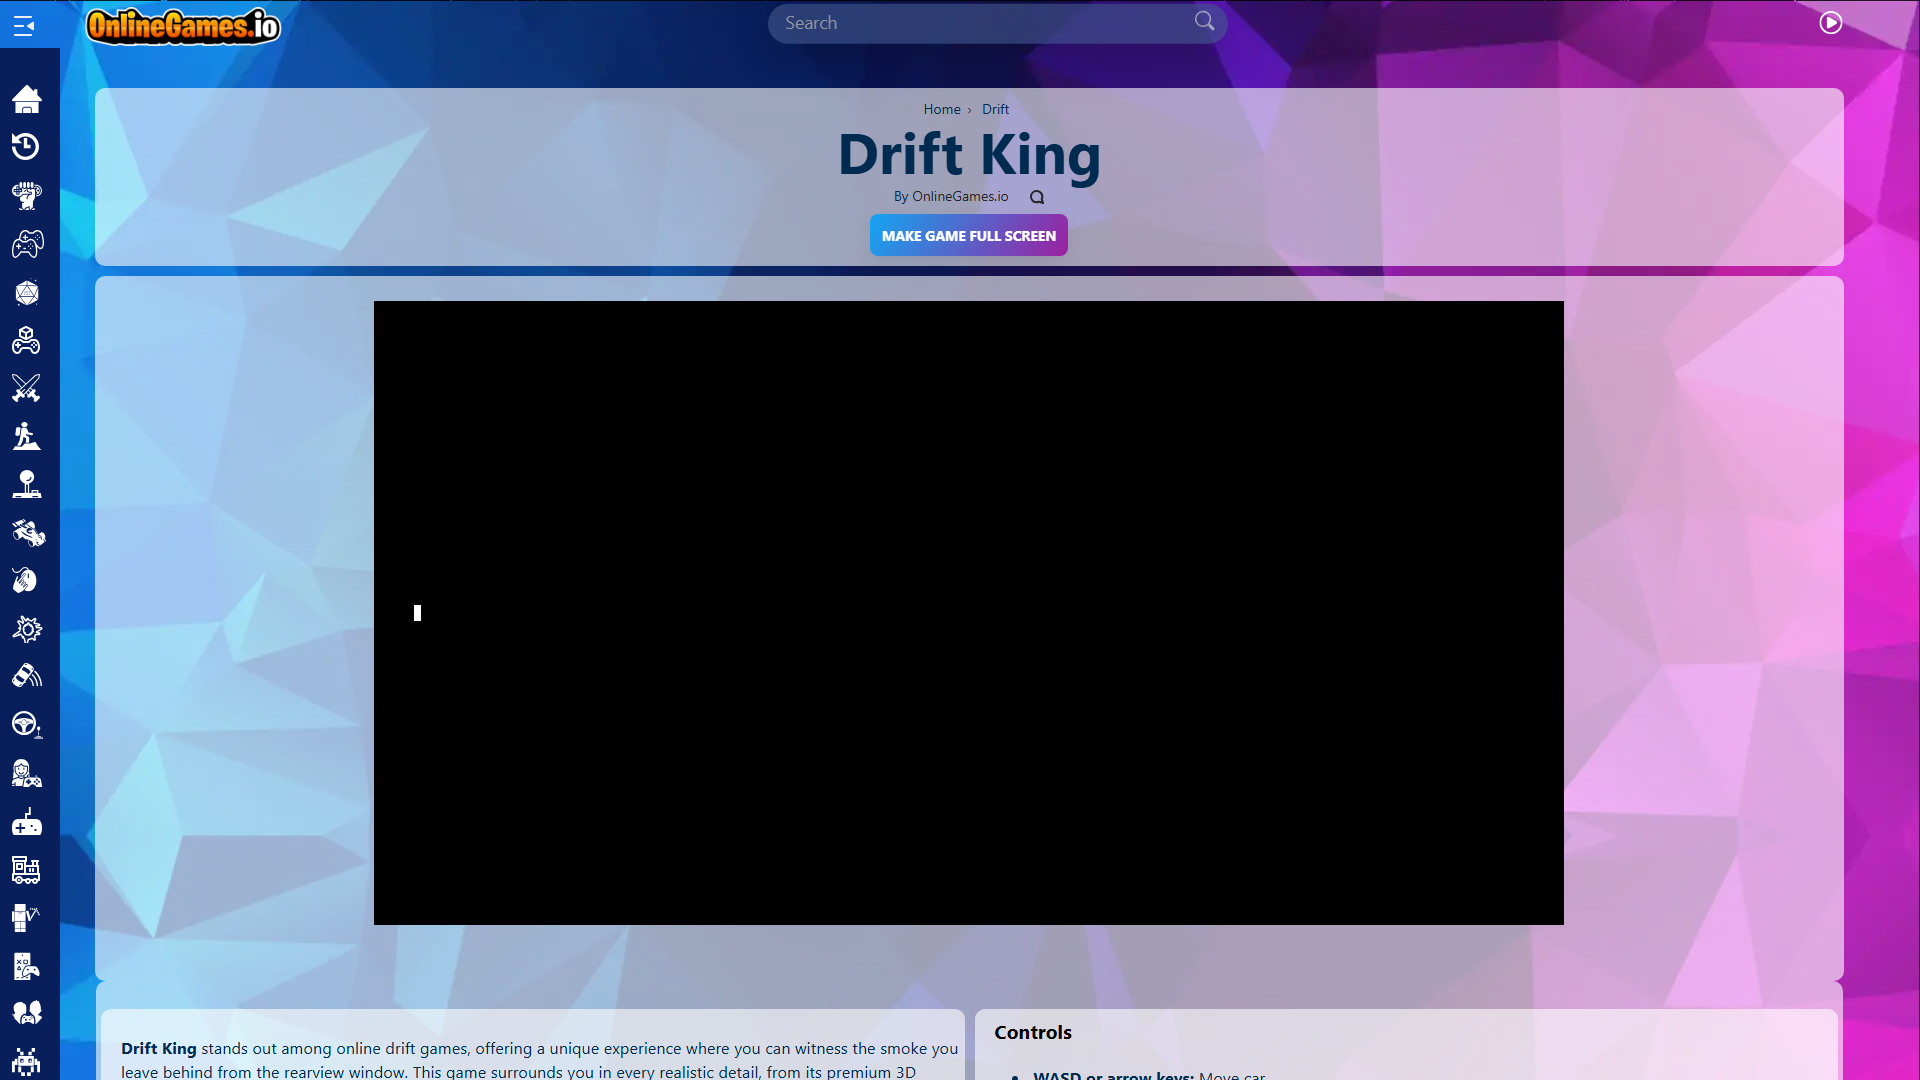 OnlineGames.io
Search
Home › Drift
Drift King
By OnlineGames.io
MAKE GAME FULL SCREEN
Drift King stands out among online drift games, offering a unique experience where you can witness the smoke you
leave behind from the rearview window. This game surrounds you in every realistic detail, from its premium 3D
Controls
• WASD or arrow keys: Move car